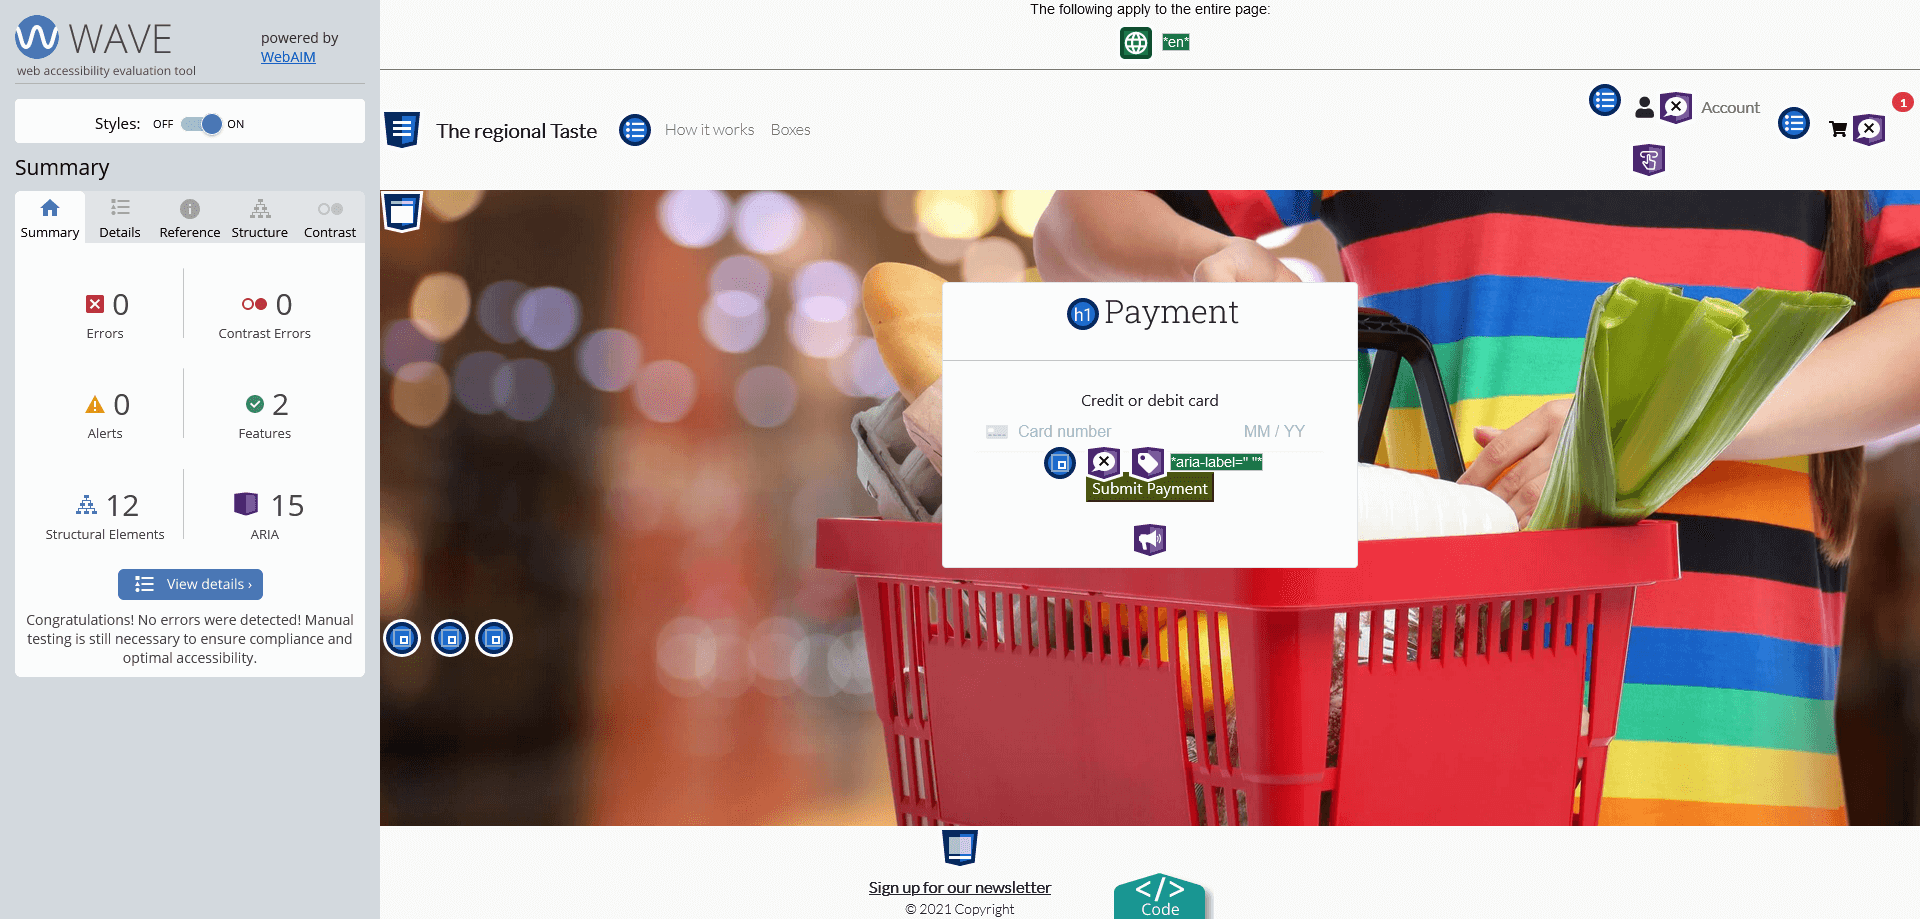 WAVE
powered by
WebAIM
web accessibility evaluation tool
Styles: OFF ON
Summary
Summary Details Reference Structure Contrast
0
Errors
0
Contrast Errors
0
Alerts
2
Features
12
Structural Elements
15
ARIA
View details ›
Congratulations! No errors were detected! Manual
testing is still necessary to ensure compliance and
optimal accessibility.
The following apply to the entire page:
*en*
The regional Taste
How it works
Boxes
Account
1
h1 Payment
Credit or debit card
Card number MM / YY
*aria-label=" "*
Submit Payment
Sign up for our newsletter
© 2021 Copyright
</>
Code